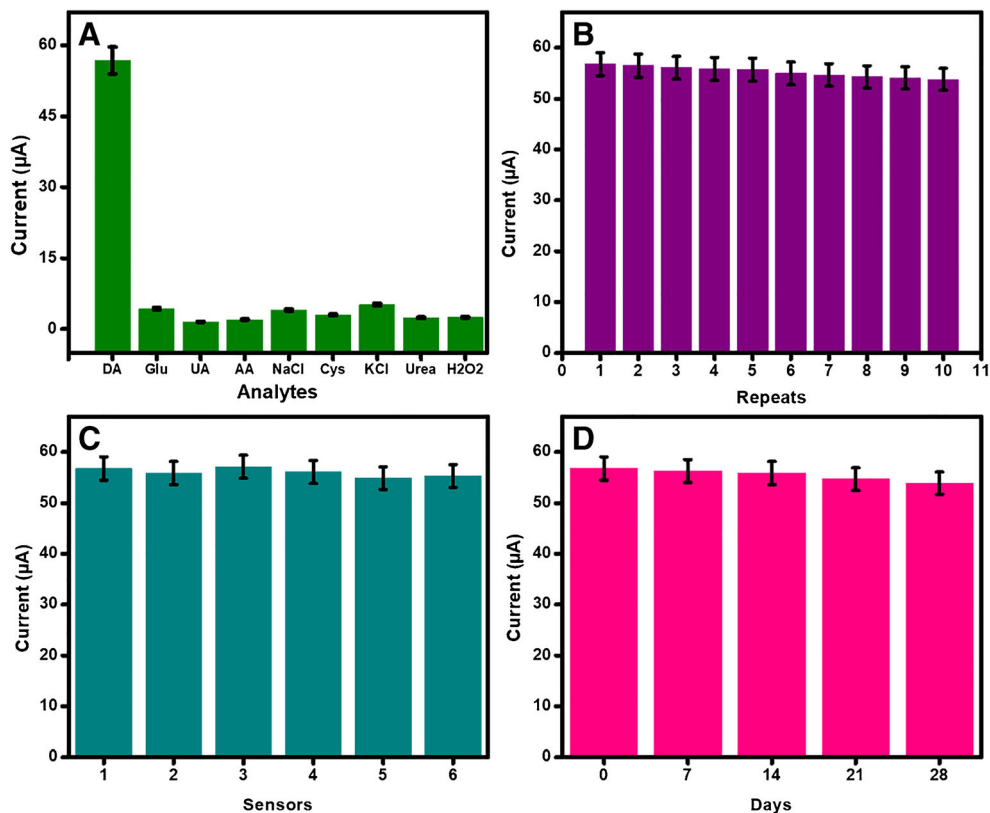 A
60
45
30
15
0
Current (μA)
DA Glu UA AA NaCl Cys KCl Urea H2O2
Analytes
B
60
50
40
30
20
10
0
Current (μA)
0 1 2 3 4 5 6 7 8 9 10 11
Repeats
C
60
50
40
30
20
10
0
Current (μA)
1 2 3 4 5 6
Sensors
D
60
50
40
30
20
10
0
Current (μA)
0 7 14 21 28
Days